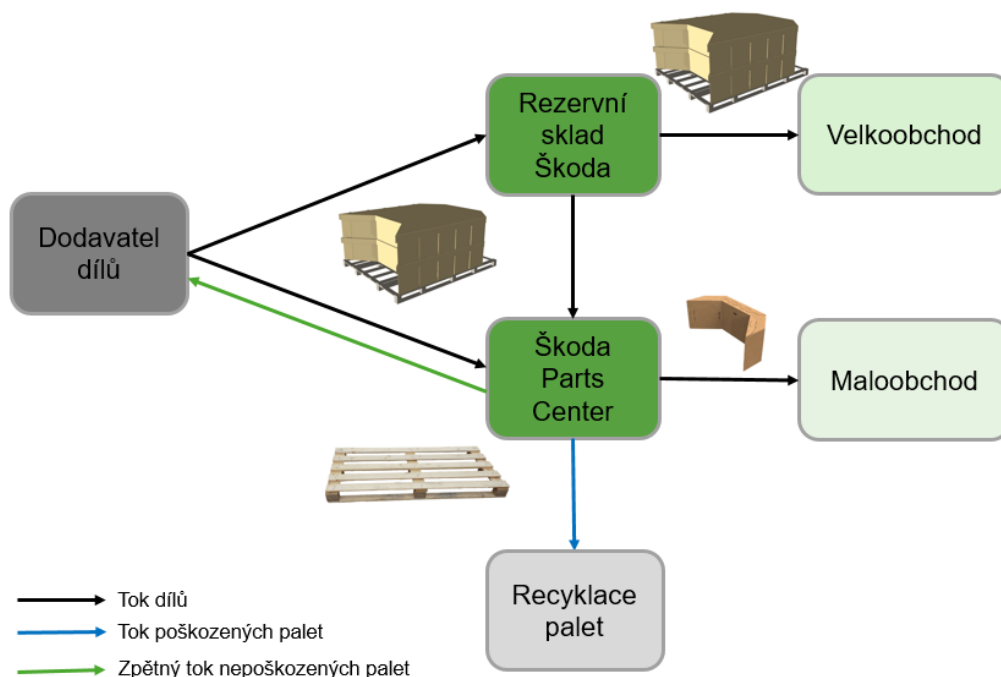 Rezervní
sklad
Škoda
Velkoobchod
Dodavatel
dílů
Škoda
Parts
Center
Maloobchod
Recyklace
palet
Tok dílů
Tok poškozených palet
Zpětný tok nepoškozených palet